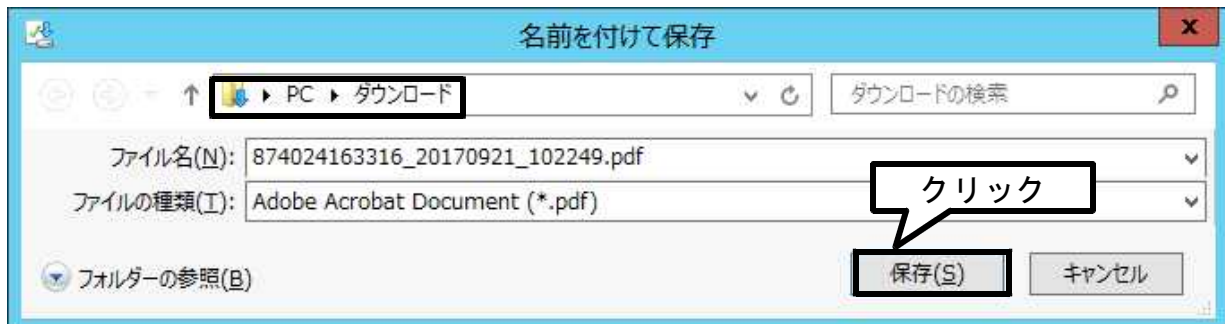 名前を付けて保存
PC ダウンロード
ダウンロードの検索
ファイル名(N): 874024163316_20170921_102249.pdf
ファイルの種類(T): Adobe Acrobat Document (*.pdf)
クリック
フォルダーの参照(B)
保存(S)
キャンセル